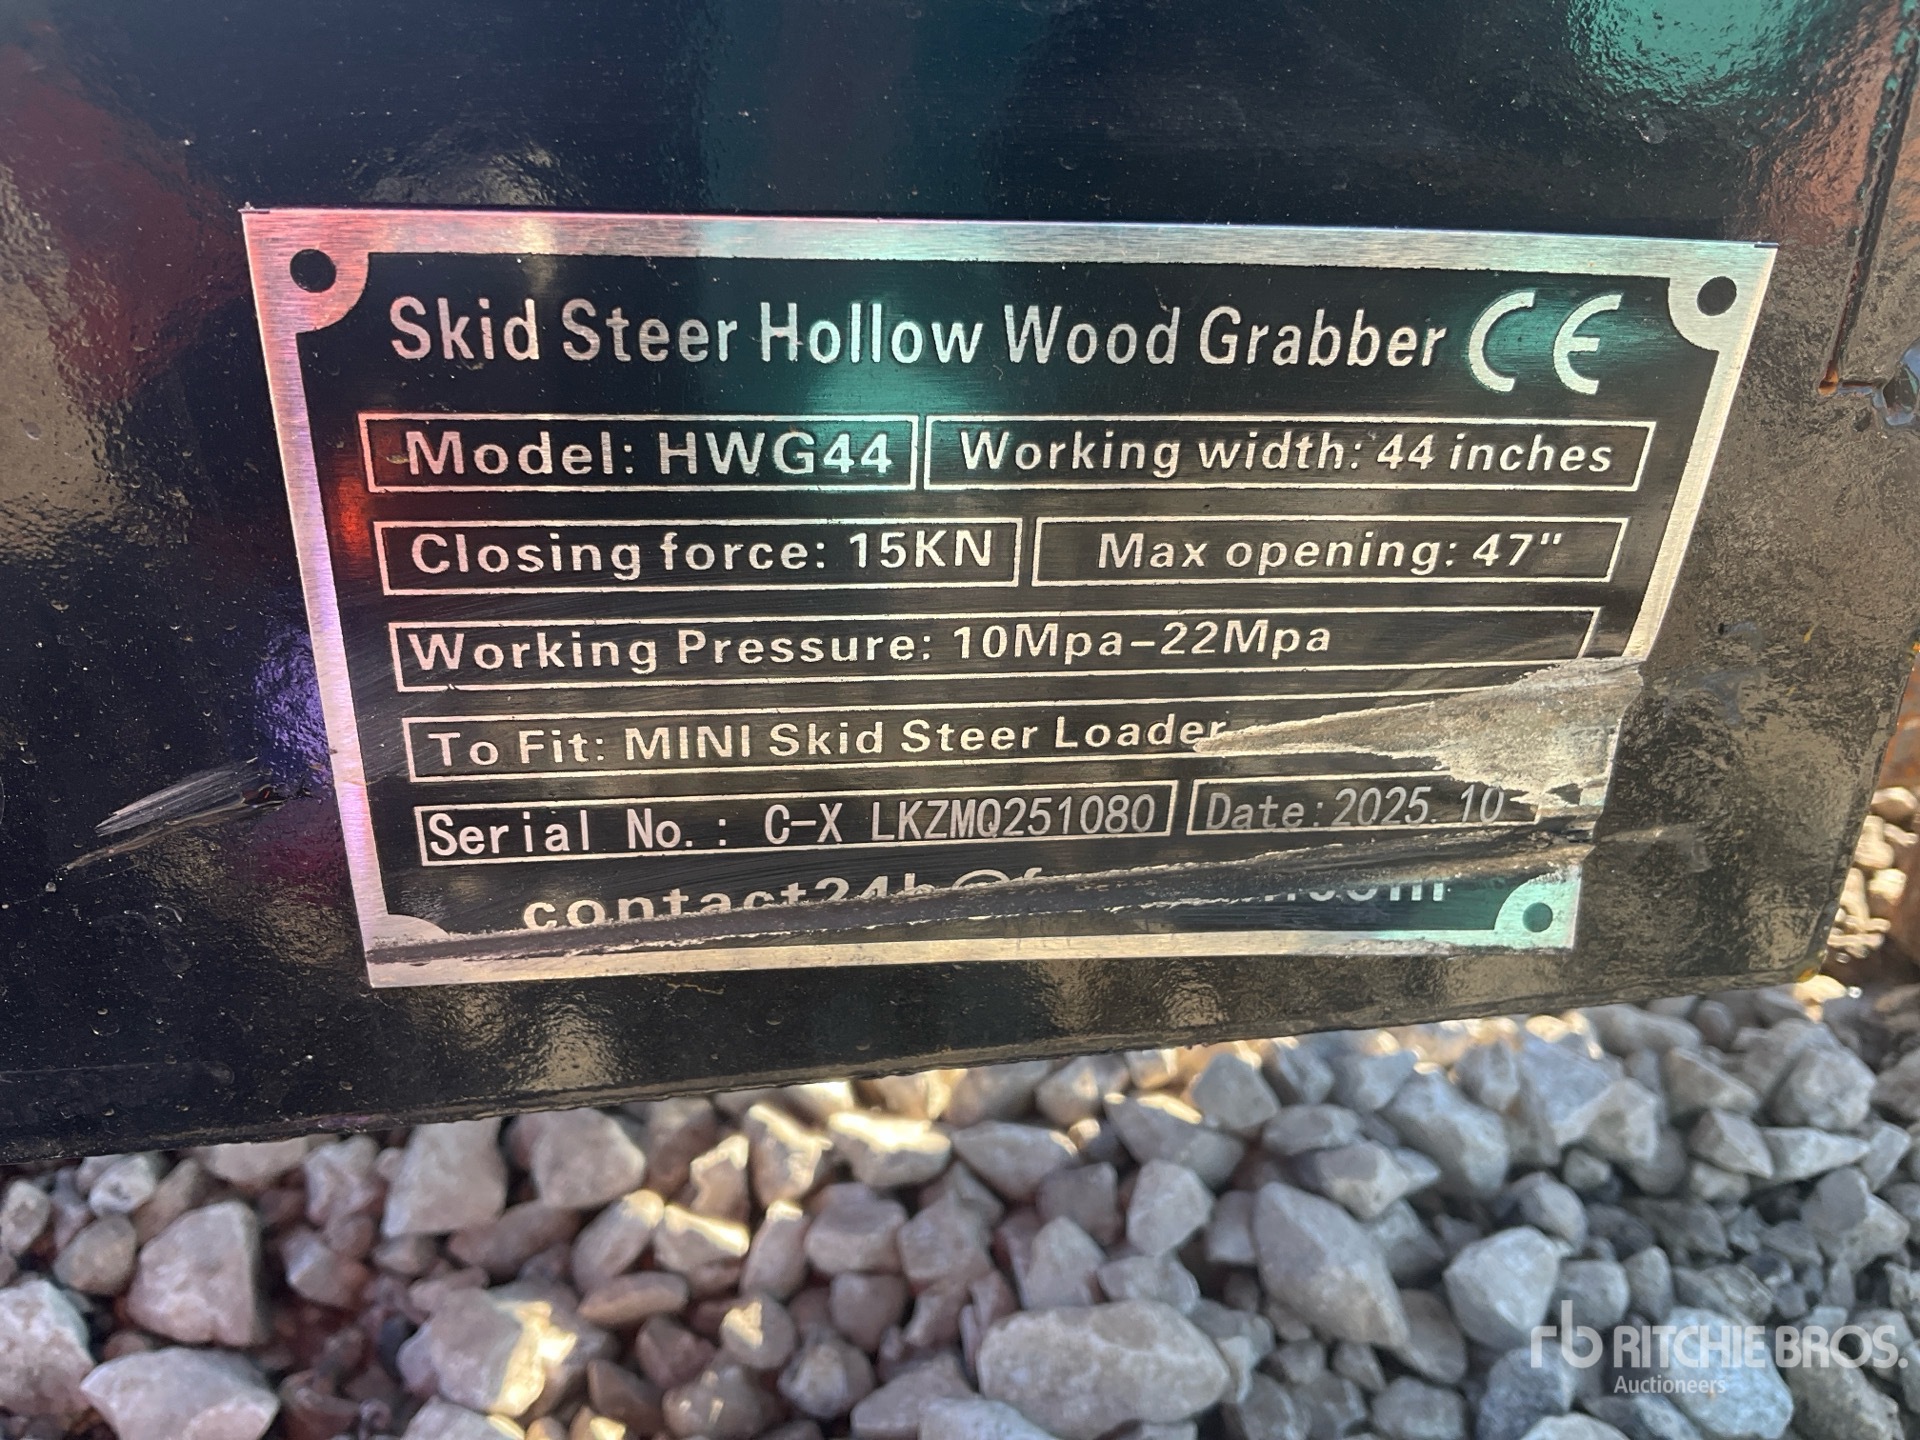 Skid Steer Hollow Wood Grabber CE
Model: HWG44 Working width: 44 inches
Closing force: 15KN Max opening: 47"
Working Pressure: 10Mpa-22Mpa
To Fit: MINI Skid Steer Loader
Serial No.: C-X LKZMQ251080 Date: 2025. 10
rb RITCHIE BROS.
Auctioneers